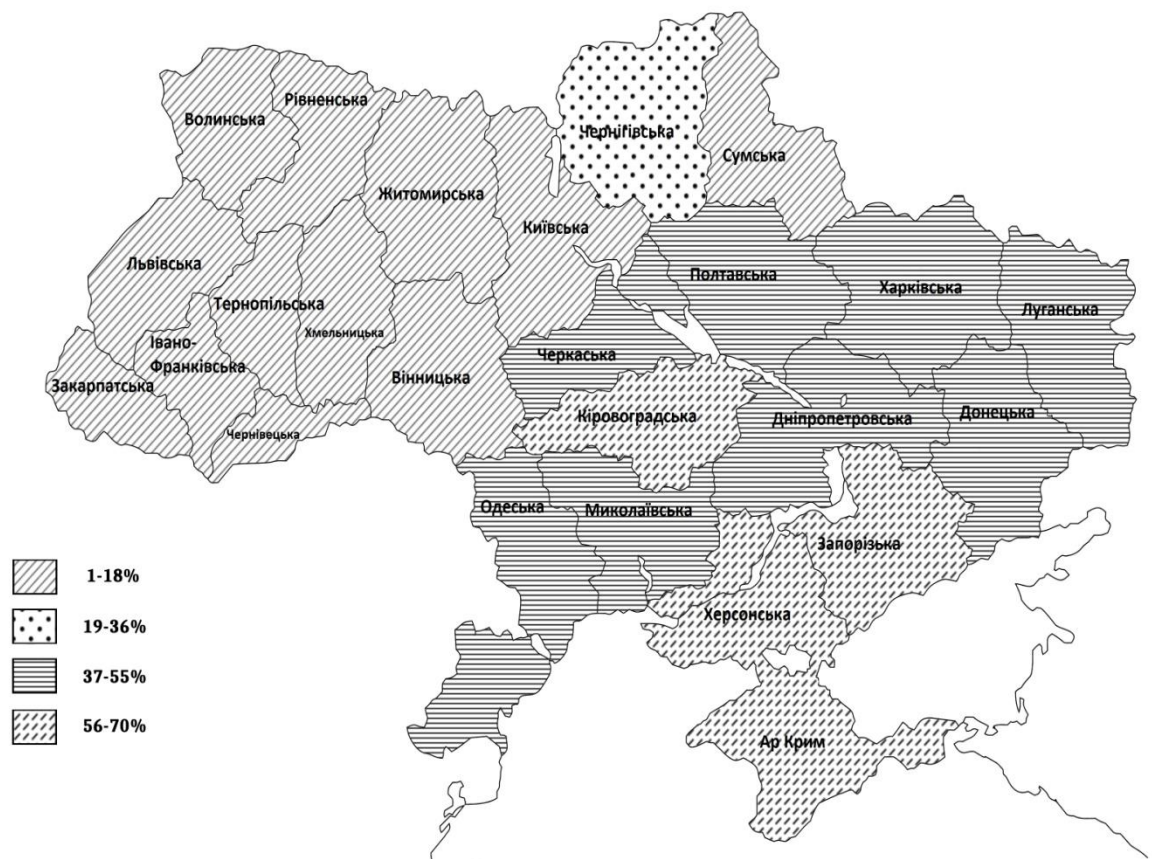 Волинська
Рівненська
Житомирська
Київська
Чернігівська
Сумська
Львівська
Тернопільська
Хмельницька
Івано-
Франківська
Закарпатська
Чернівецька
Вінницька
Черкаська
Полтавська
Харківська
Луганська
Кіровоградська
Дніпропетровська
Донецька
Одеська
Миколаївська
Запорізька
Херсонська
Ар Крим
1-18%
19-36%
37-55%
56-70%